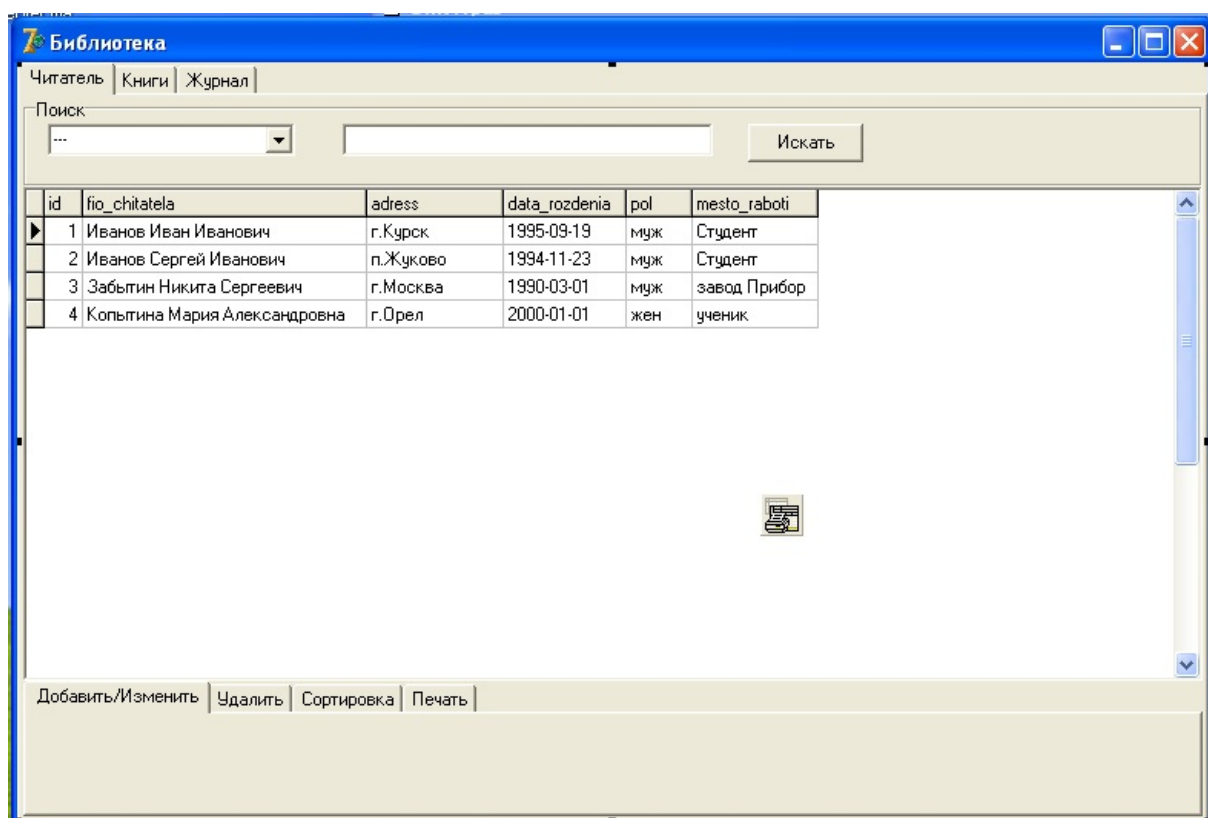 Библиотека
Читатель Книги Журнал
Поиск
--- Искать
id fio_chitatela adress data_rozdenia pol mesto_raboti
1 Иванов Иван Иванович г.Курск 1995-09-19 муж Студент
2 Иванов Сергей Иванович п.Жуково 1994-11-23 муж Студент
3 Забытин Никита Сергеевич г.Москва 1990-03-01 муж завод Прибор
4 Копытина Мария Александровна г.Орел 2000-01-01 жен ученик
Добавить/Изменить Удалить Сортировка Печать